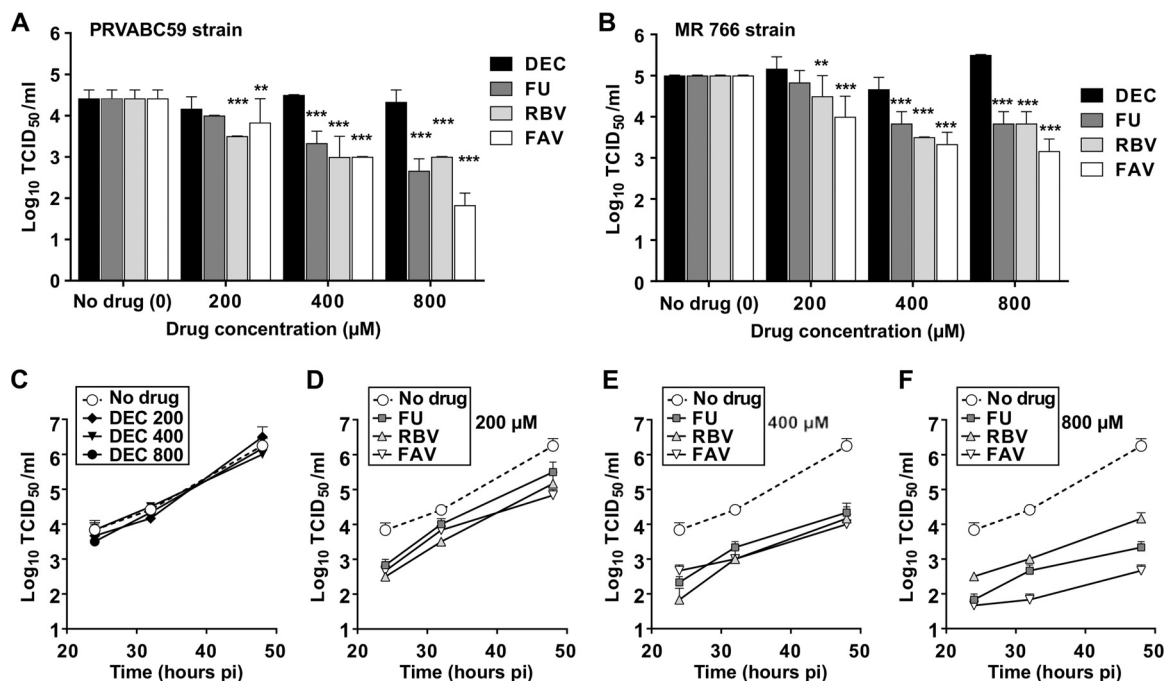 A
PRVABC59 strain
Log10 TCID50/ml
6
5
4
3
2
1
0
** 
***
*** *** ***
*** *** ***
DEC
FU
RBV
FAV
No drug (0) 200 400 800
Drug concentration (µM)
B
MR 766 strain
Log10 TCID50/ml
6
5
4
3
2
1
0
**
***
*** *** ***
*** *** ***
DEC
FU
RBV
FAV
No drug (0) 200 400 800
Drug concentration (µM)
C
No drug
DEC 200
DEC 400
DEC 800
Log10 TCID50/ml
7
6
5
4
3
2
1
20 30 40 50
Time (hours pi)
D
No drug
FU
RBV
FAV
200 µM
Log10 TCID50/ml
7
6
5
4
3
2
1
20 30 40 50
Time (hours pi)
E
No drug
FU
RBV
FAV
400 µM
Log10 TCID50/ml
7
6
5
4
3
2
1
20 30 40 50
Time (hours pi)
F
No drug
FU
RBV
FAV
800 µM
Log10 TCID50/ml
7
6
5
4
3
2
1
20 30 40 50
Time (hours pi)